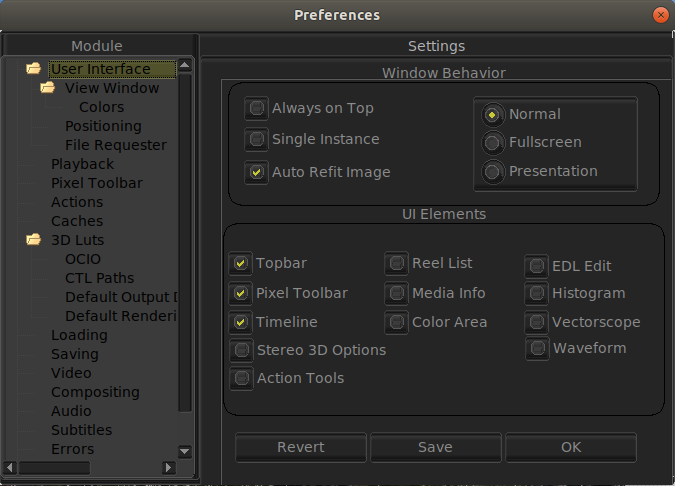 Preferences
Module
User Interface
View Window
Colors
Positioning
File Requester
Playback
Pixel Toolbar
Actions
Caches
3D Luts
OCIO
CTL Paths
Default Output D
Default Renderi
Loading
Saving
Video
Compositing
Audio
Subtitles
Errors
Settings
Window Behavior
Always on Top
Single Instance
Auto Refit Image
Normal
Fullscreen
Presentation
UI Elements
Topbar
Reel List
EDL Edit
Pixel Toolbar
Media Info
Histogram
Timeline
Color Area
Vectorscope
Stereo 3D Options
Waveform
Action Tools
Revert
Save
OK